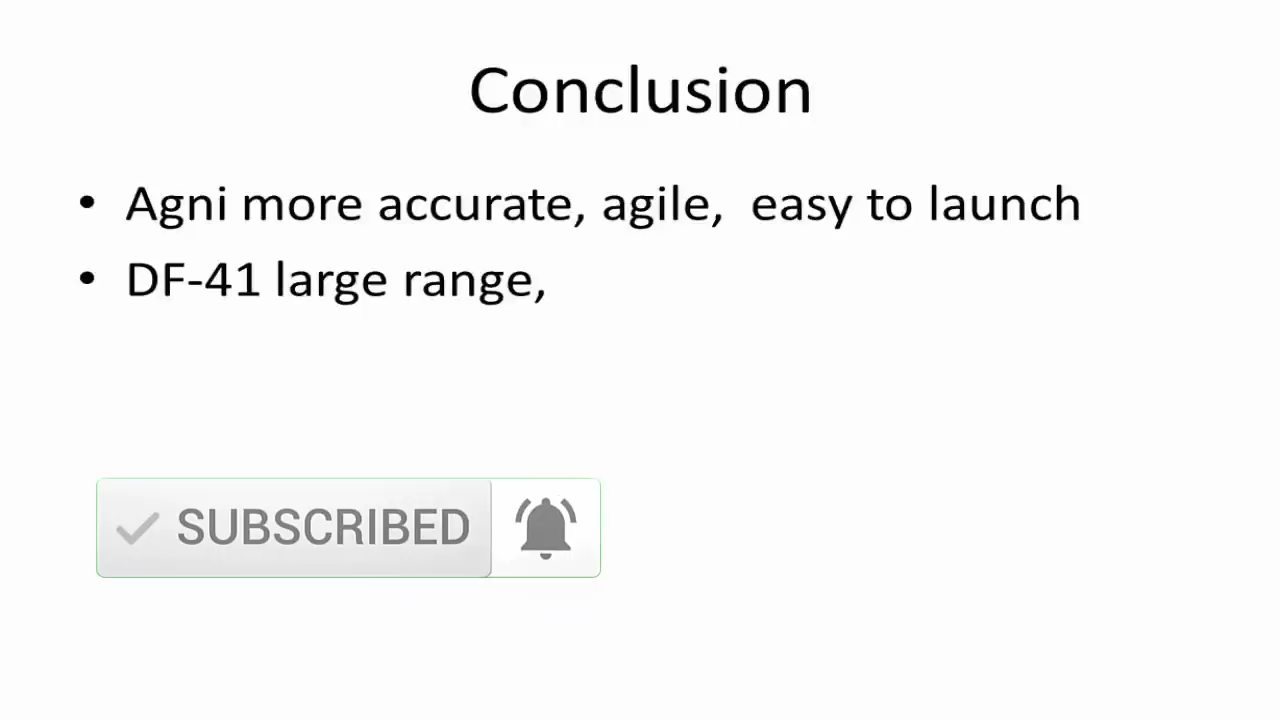 Conclusion
• Agni more accurate, agile,  easy to launch
• DF-41 large range,
SUBSCRIBED